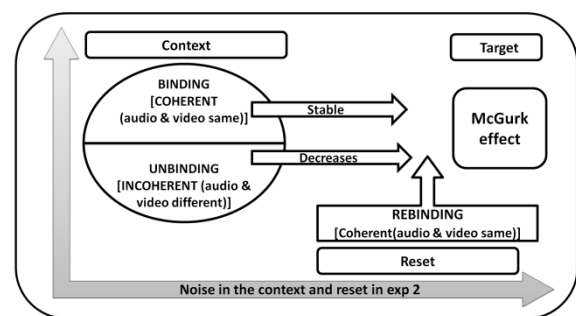 Context
Target
BINDING
[COHERENT
(audio & video same)]
Stable
McGurk
effect
UNBINDING
[INCOHERENT (audio &
video different)]
Decreases
REBINDING
[Coherent(audio & video same)]
Reset
Noise in the context and reset in exp 2